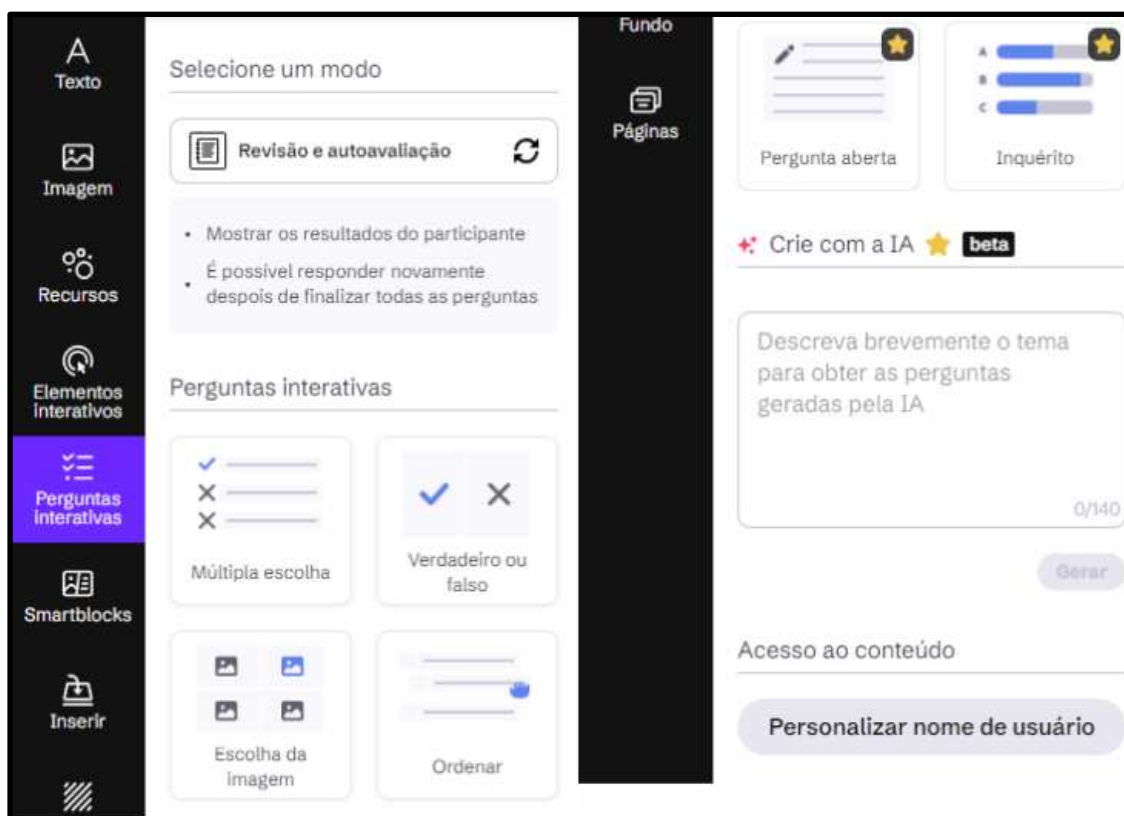 A
Texto
Imagem
Recursos
Elementos
interativos
Perguntas
interativas
Smartblocks
Inserir
Selecione um modo
Revisão e autoavaliação
• Mostrar os resultados do participante
• É possível responder novamente
despois de finalizar todas as perguntas
Perguntas interativas
Múltipla escolha
Verdadeiro ou
falso
Escolha da
imagem
Ordenar
Fundo
Páginas
Pergunta aberta
A
B
C
Inquérito
Crie com a IA beta
Descreva brevemente o tema
para obter as perguntas
geradas pela IA
0/140
Gerar
Acesso ao conteúdo
Personalizar nome de usuário